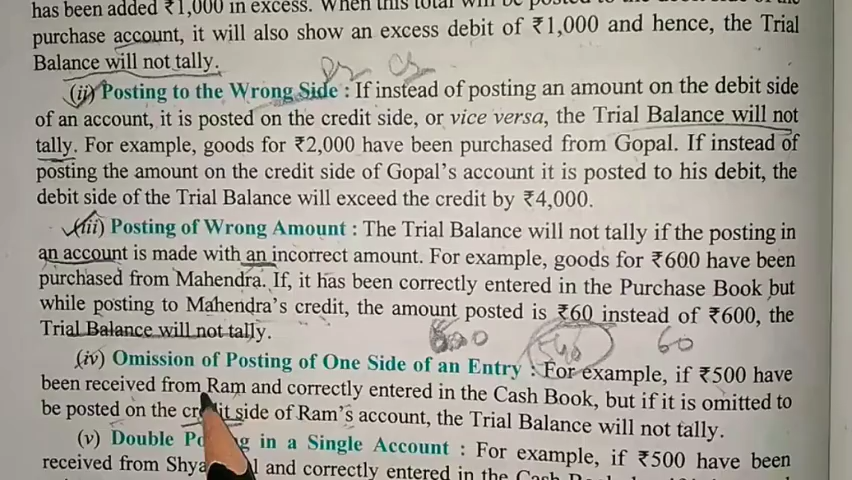 has been added ₹1,000 in excess. When this total will be posted to the debit side of the
purchase account, it will also show an excess debit of ₹1,000 and hence, the Trial
Balance will not tally.
Dr Cr
(ii) Posting to the Wrong Side : If instead of posting an amount on the debit side
of an account, it is posted on the credit side, or vice versa, the Trial Balance will not
tally. For example, goods for ₹2,000 have been purchased from Gopal. If instead of
posting the amount on the credit side of Gopal's account it is posted to his debit, the
debit side of the Trial Balance will exceed the credit by ₹4,000.
(iii) Posting of Wrong Amount : The Trial Balance will not tally if the posting in
an account is made with an incorrect amount. For example, goods for ₹600 have been
purchased from Mahendra. If, it has been correctly entered in the Purchase Book but
while posting to Mahendra's credit, the amount posted is ₹60 instead of ₹600, the
Trial Balance will not tally.
600 540 60
(iv) Omission of Posting of One Side of an Entry : For example, if ₹500 have
been received from Ram and correctly entered in the Cash Book, but if it is omitted to
be posted on the credit side of Ram's account, the Trial Balance will not tally.
(v) Double Posting in a Single Account : For example, if ₹500 have been
received from and correctly entered in the Cash